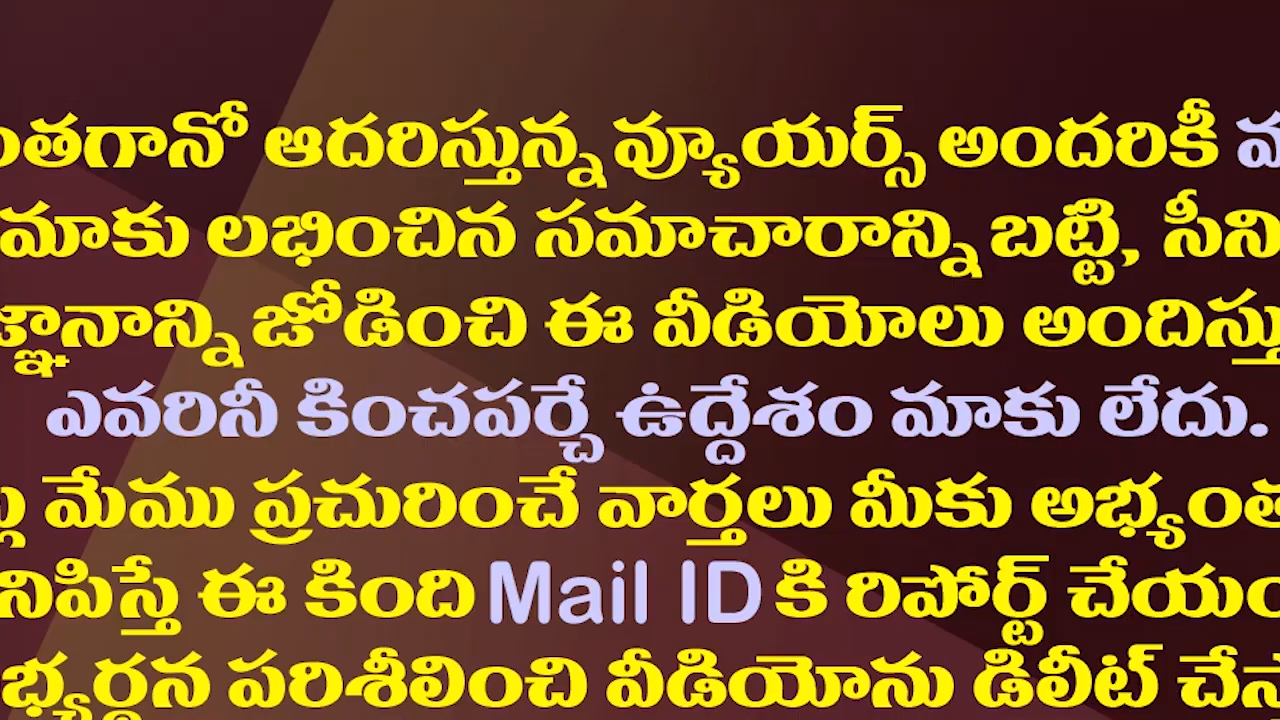 ంతగానో ఆదరిస్తున్న వ్యూయర్స్ అందరికీ
మాకు లభించిన సమాచారాన్ని బట్టి, సీని
జ్ఞానాన్ని జోడించి ఈ వీడియోలు అందిస్తు
ఎవరినీ కించపర్చే ఉద్దేశం మాకు లేదు.
మేము ప్రచురించే వార్తలు మీకు అభ్యంత
నిపిస్తే ఈ కింది Mail ID కి రిపోర్ట్ చేయం
భ్యర్థన పరిశీలించి వీడియోను డిలీట్ చేస